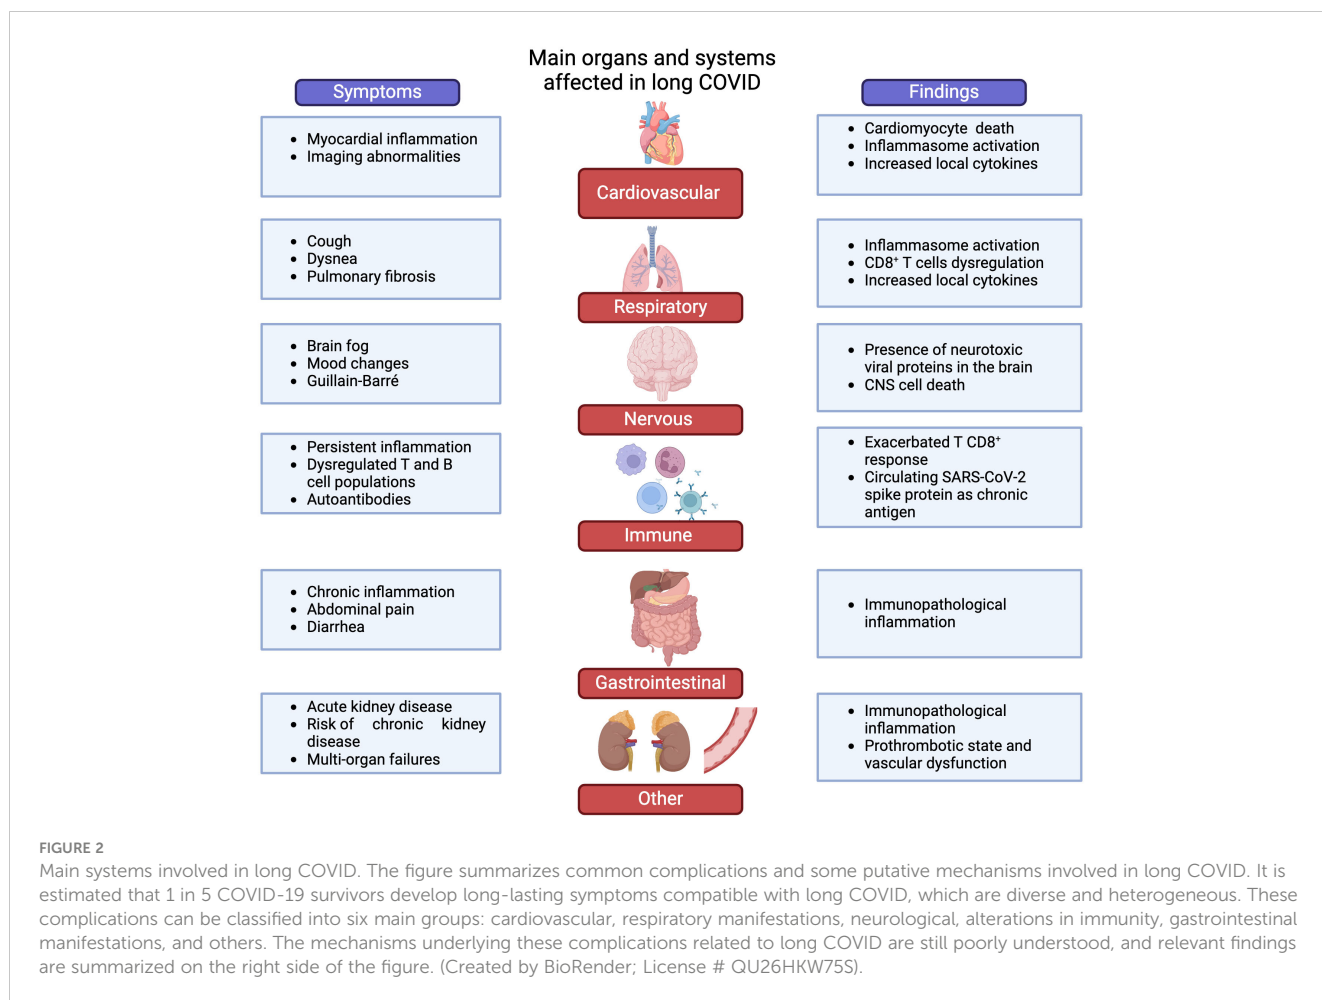 Main organs and systems
affected in long COVID
Symptoms
Findings
• Myocardial inflammation
• Imaging abnormalities
Cardiovascular
• Cardiomyocyte death
• Inflammasome activation
• Increased local cytokines
• Cough
• Dysnea
• Pulmonary fibrosis
Respiratory
• Inflammasome activation
• CD8⁺ T cells dysregulation
• Increased local cytokines
• Brain fog
• Mood changes
• Guillain-Barré
Nervous
• Presence of neurotoxic
viral proteins in the brain
• CNS cell death
• Persistent inflammation
• Dysregulated T and B
cell populations
• Autoantibodies
Immune
• Exacerbated T CD8⁺
response
• Circulating SARS-CoV-2
spike protein as chronic
antigen
• Chronic inflammation
• Abdominal pain
• Diarrhea
Gastrointestinal
• Immunopathological
inflammation
• Acute kidney disease
• Risk of chronic kidney
disease
• Multi-organ failures
Other
• Immunopathological
inflammation
• Prothrombotic state and
vascular dysfunction
FIGURE 2
Main systems involved in long COVID. The figure summarizes common complications and some putative mechanisms involved in long COVID. It is
estimated that 1 in 5 COVID-19 survivors develop long-lasting symptoms compatible with long COVID, which are diverse and heterogeneous. These
complications can be classified into six main groups: cardiovascular, respiratory manifestations, neurological, alterations in immunity, gastrointestinal
manifestations, and others. The mechanisms underlying these complications related to long COVID are still poorly understood, and relevant findings
are summarized on the right side of the figure. (Created by BioRender; License # QU26HKW75S).